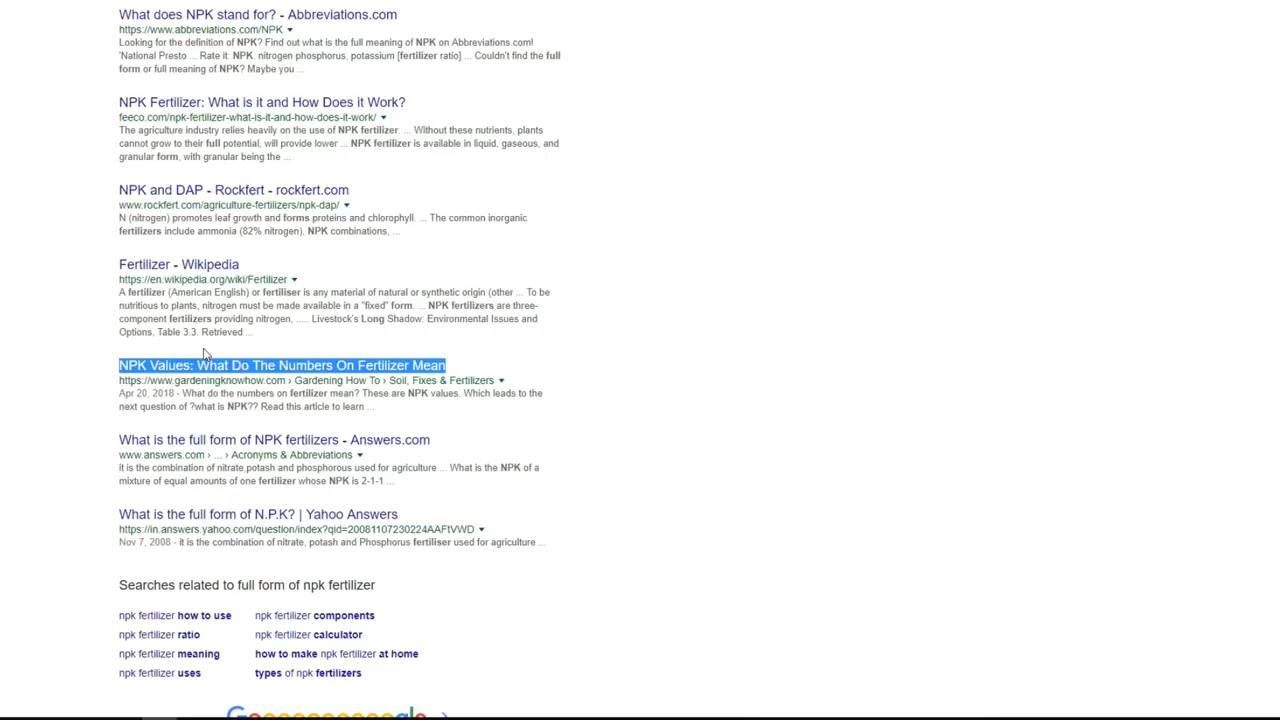 What does NPK stand for? - Abbreviations.com
https://www.abbreviations.com/NPK
Looking for the definition of NPK? Find out what is the full meaning of NPK on Abbreviations.com!
'National Presto ... Rate it: NPK. nitrogen phosphorus, potassium [fertilizer ratio] ... Couldn't find the full
form or full meaning of NPK? Maybe you ...
NPK Fertilizer: What is it and How Does it Work?
feeco.com/npk-fertilizer-what-is-it-and-how-does-it-work/
The agriculture industry relies heavily on the use of NPK fertilizer. ... Without these nutrients, plants
cannot grow to their full potential, will provide lower ... NPK fertilizer is available in liquid, gaseous, and
granular form, with granular being the ...
NPK and DAP - Rockfert - rockfert.com
www.rockfert.com/agriculture-fertilizers/npk-dap/
N (nitrogen) promotes leaf growth and forms proteins and chlorophyll. ... The common inorganic
fertilizers include ammonia (82% nitrogen), NPK combinations, ...
Fertilizer - Wikipedia
https://en.wikipedia.org/wiki/Fertilizer
A fertilizer (American English) or fertiliser is any material of natural or synthetic origin (other ... To be
nutritious to plants, nitrogen must be made available in a "fixed" form. ... NPK fertilizers are three-
component fertilizers providing nitrogen, ..... Livestock's Long Shadow: Environmental Issues and
Options, Table 3.3. Retrieved ...
NPK Values: What Do The Numbers On Fertilizer Mean
https://www.gardeningknowhow.com › Gardening How To › Soil, Fixes & Fertilizers
Apr 20, 2018 - What do the numbers on fertilizer mean? These are NPK values. Which leads to the
next question of ?what is NPK?? Read this article to learn ...
What is the full form of NPK fertilizers - Answers.com
www.answers.com › ... › Acronyms & Abbreviations
it is the combination of nitrate,potash and phosphorous used for agriculture ... What is the NPK of a
mixture of equal amounts of one fertilizer whose NPK is 2-1-1 ...
What is the full form of N.P.K? | Yahoo Answers
https://in.answers.yahoo.com/question/index?qid=20081107230224AAFtVWD
Nov 7, 2008 - it is the combination of nitrate, potash and Phosphorus fertiliser used for agriculture ...
Searches related to full form of npk fertilizer
npk fertilizer how to use npk fertilizer components
npk fertilizer ratio npk fertilizer calculator
npk fertilizer meaning how to make npk fertilizer at home
npk fertilizer uses types of npk fertilizers